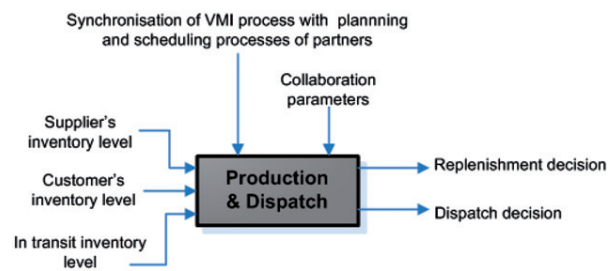 Synchronisation of VMI process with plannning
and scheduling processes of partners
Collaboration
parameters
Supplier's
inventory level
Customer's
inventory level
In transit inventory
level
Production
& Dispatch
Replenishment decision
Dispatch decision